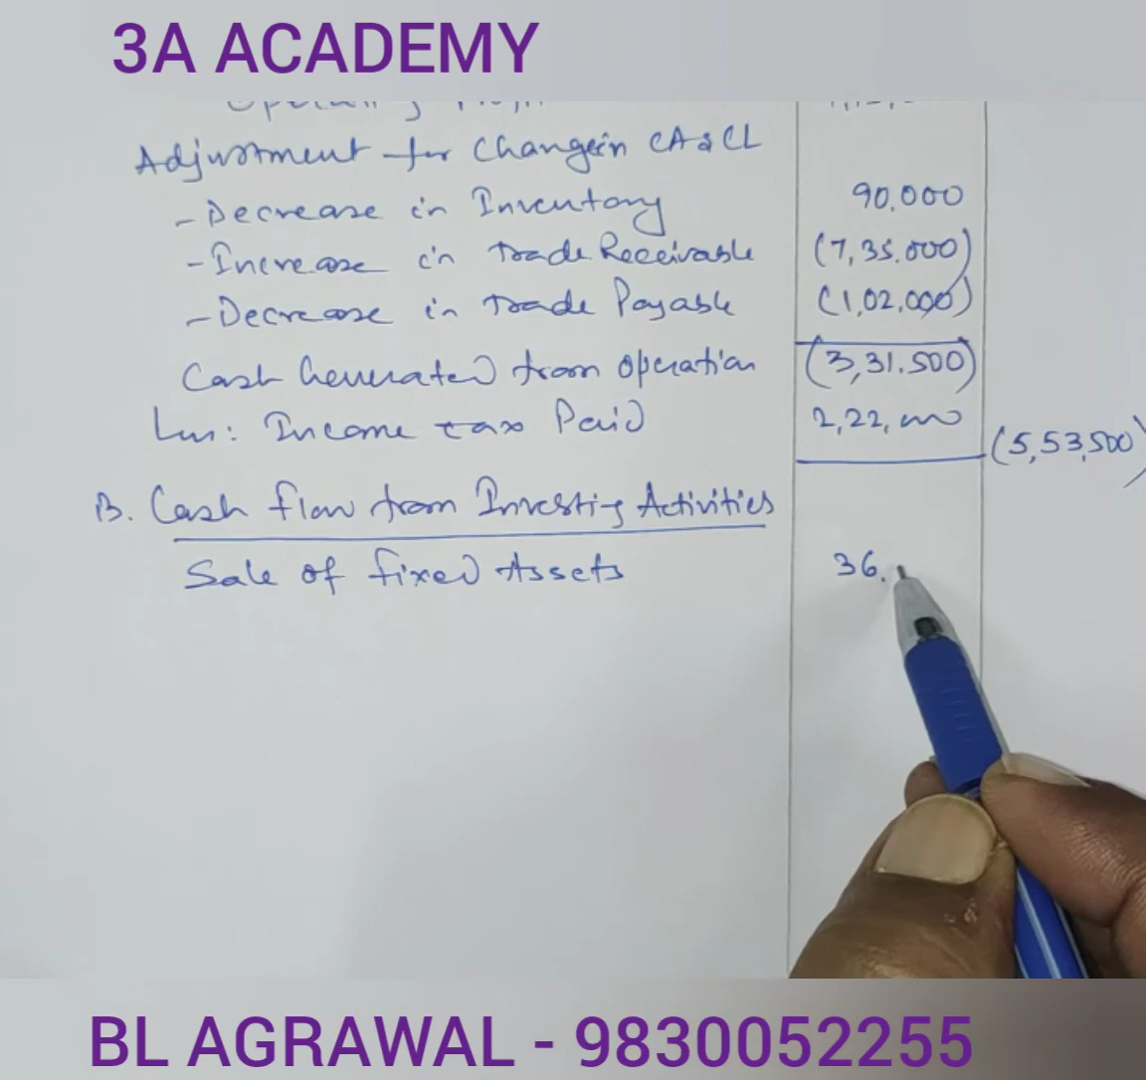 3A ACADEMY
Adjustment for Change in CA & CL
- Decrease in Inventory 90,000
- Increase in Trade Receivable (7,35,000)
- Decrease in Trade Payable (1,02,000)
Cash Generated from Operation (3,31,500)
Less: Income tax Paid 2,22,000 (5,53,500)
B. Cash flow from Investing Activities
Sale of Fixed Assets 36,
BL AGRAWAL - 9830052255